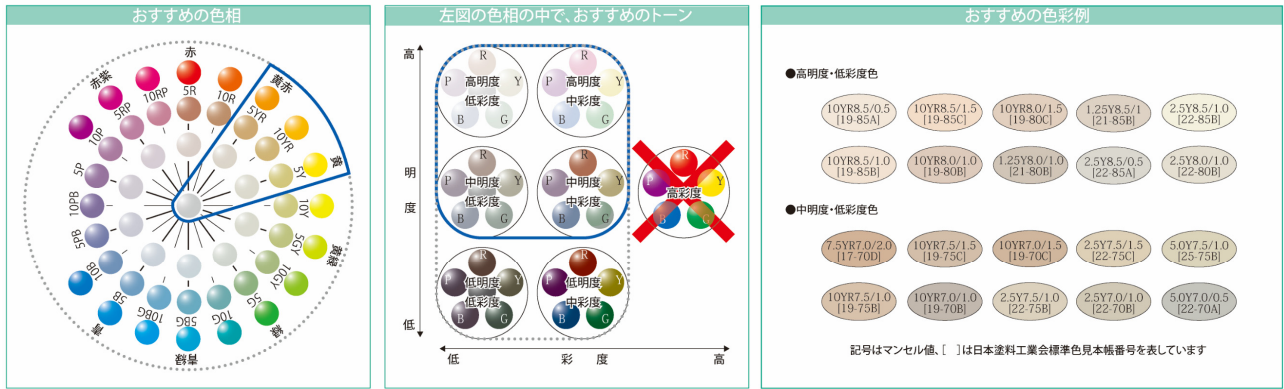 おすすめの色相
赤
5R
10R
黄赤
5YR
10YR
黄
5Y
10Y
5GY
黄緑
10GY
5G
緑
10G
5BG
青緑
10BG
5B
青
10B
5PB
10PB
5P
10P
5RP
赤紫
10RP
左図の色相の中で、おすすめのトーン
高
明
度
低
R
P
高明度
Y
低彩度
B
G
R
P
高明度
Y
中彩度
B
G
R
P
中明度
Y
低彩度
B
G
R
P
中明度
Y
中彩度
B
G
R
P
高彩度
Y
B
G
R
P
低明度
Y
低彩度
B
G
R
P
低明度
Y
中彩度
B
G
低 彩 度 高
おすすめの色彩例
●高明度・低彩度色
10YR8.5/0.5 10YR8.5/1.5 10YR8.0/1.5 1.25Y8.5/1 2.5Y8.5/1.0
[19-85A] [19-85C] [19-80C] [21-85B] [22-85B]
10YR8.5/1.0 10YR8.0/1.0 1.25Y8.0/1.0 2.5Y8.5/0.5 2.5Y8.0/1.0
[19-85B] [19-80B] [21-80B] [22-85A] [22-80B]
●中明度・低彩度色
7.5YR7.0/2.0 10YR7.5/1.5 10YR7.0/1.5 2.5Y7.5/1.5 5.0Y7.5/1.0
[17-70D] [19-75C] [19-70C] [22-75C] [25-75B]
10YR7.5/1.0 10YR7.0/1.0 2.5Y7.5/1.0 2.5Y7.0/1.0 5.0Y7.0/0.5
[19-75B] [19-70B] [22-75B] [22-70B] [22-70A]
記号はマンセル値、[ ]は日本塗料工業会標準色見本帳番号を表しています